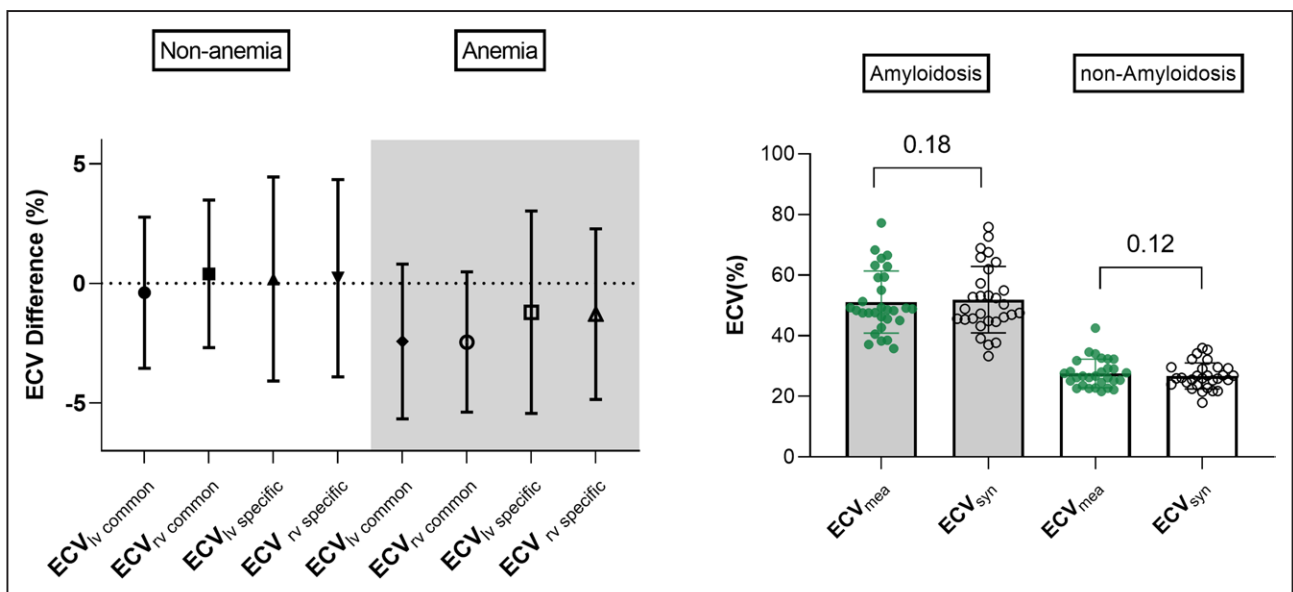 Non-anemia
Anemia
ECV Difference (%)
5
0
-5
ECVlv common
ECVrv common
ECVlv specific
ECV rv specific
ECVlv common
ECVrv common
ECVlv specific
ECV rv specific
Amyloidosis
non-Amyloidosis
ECV(%)
100
80
60
40
20
0
0.18
0.12
ECVmea
ECVsyn
ECVmea
ECVsyn